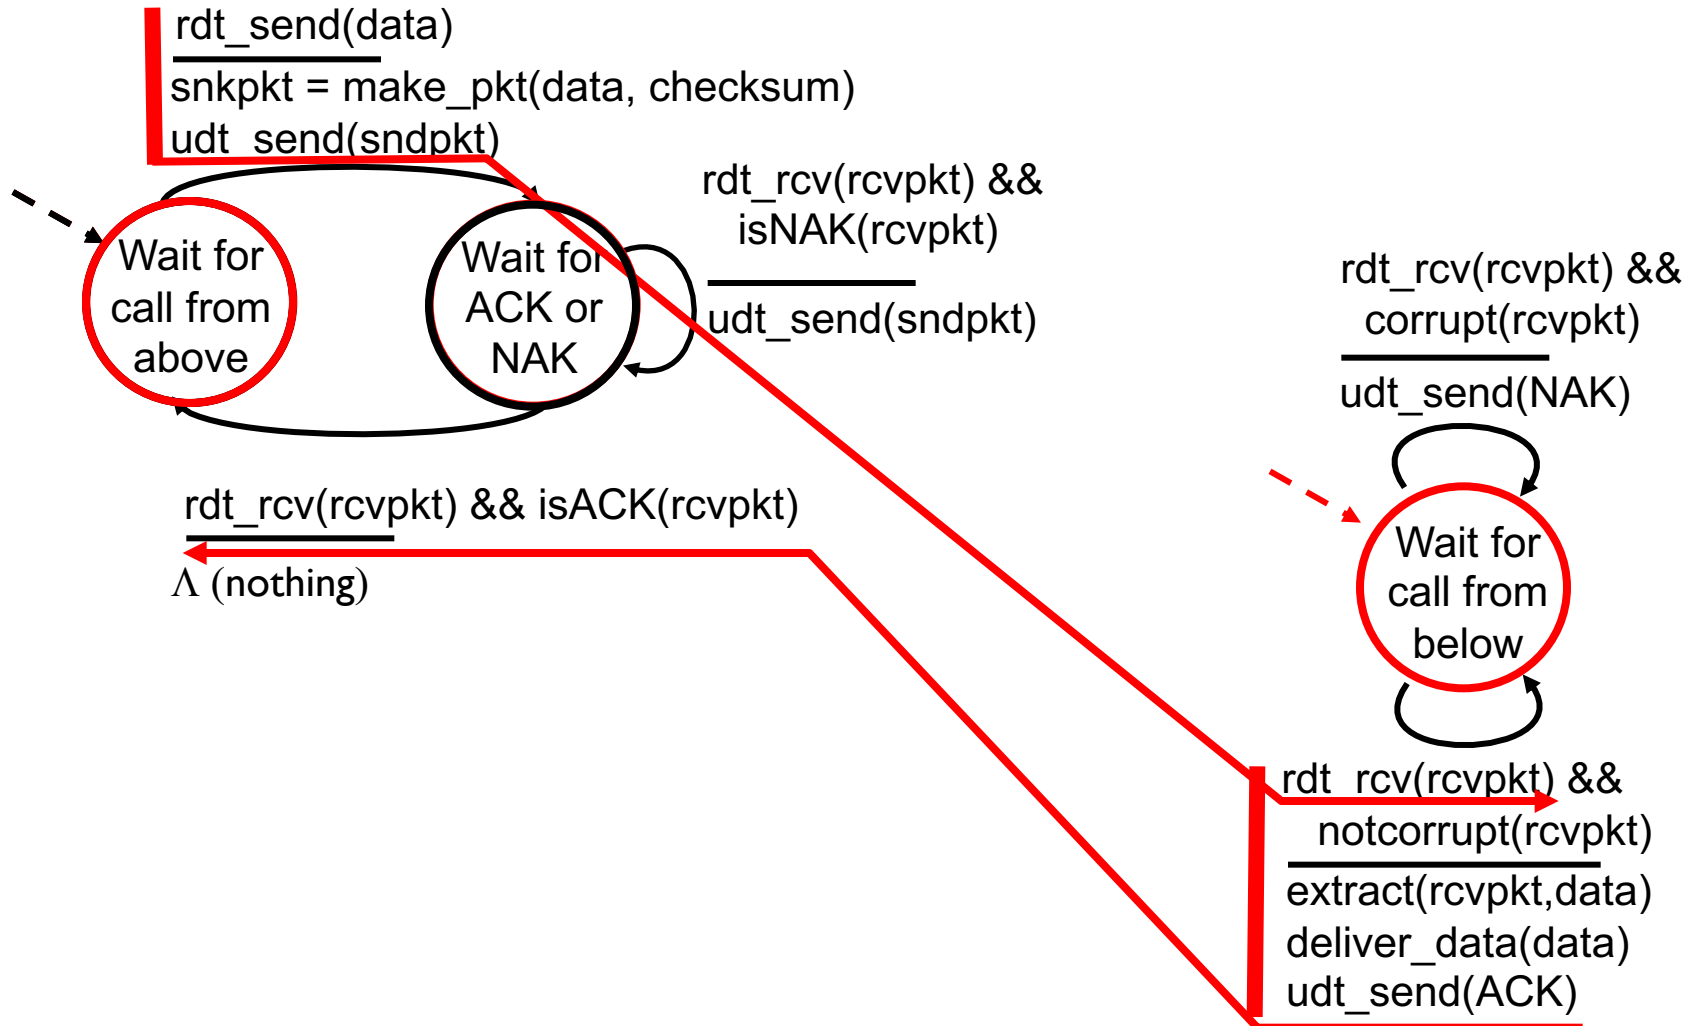 rdt_send(data)
snkpkt = make_pkt(data, checksum)
udt_send(sndpkt)
Wait for
call from
above
Wait for
ACK or
NAK
rdt_rcv(rcvpkt) &&
isNAK(rcvpkt)
udt_send(sndpkt)
rdt_rcv(rcvpkt) && isACK(rcvpkt)
Λ (nothing)
rdt_rcv(rcvpkt) &&
corrupt(rcvpkt)
udt_send(NAK)
Wait for
call from
below
rdt_rcv(rcvpkt) &&
notcorrupt(rcvpkt)
extract(rcvpkt,data)
deliver_data(data)
udt_send(ACK)